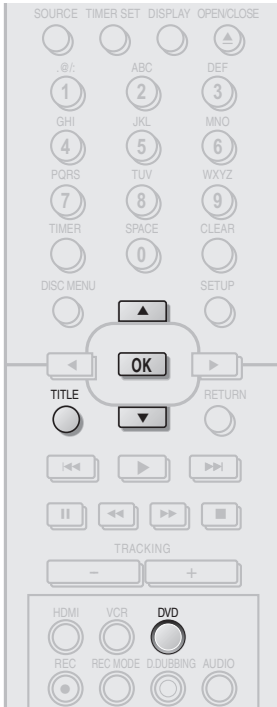 SOURCE TIMER SET DISPLAY OPEN/CLOSE
.@/: ABC DEF
1 2 3
GHI JKL MNO
4 5 6
PQRS TUV WXYZ
7 8 9
TIMER SPACE CLEAR
0
DISC MENU SETUP
OK
TITLE RETURN
TRACKING
– +
HDMI VCR DVD
REC REC MODE D.DUBBING AUDIO